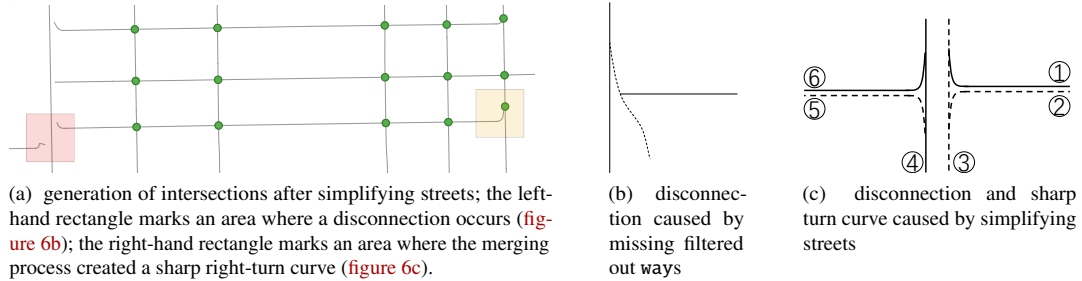 ⑥
⑤
①
②
④
③
(a) generation of intersections after simplifying streets; the left-
hand rectangle marks an area where a disconnection occurs (fig-
ure 6b); the right-hand rectangle marks an area where the merging
process created a sharp right-turn curve (figure 6c).
(b) disconnec-
tion caused by
missing filtered
out ways
(c) disconnection and sharp
turn curve caused by simplifying
streets